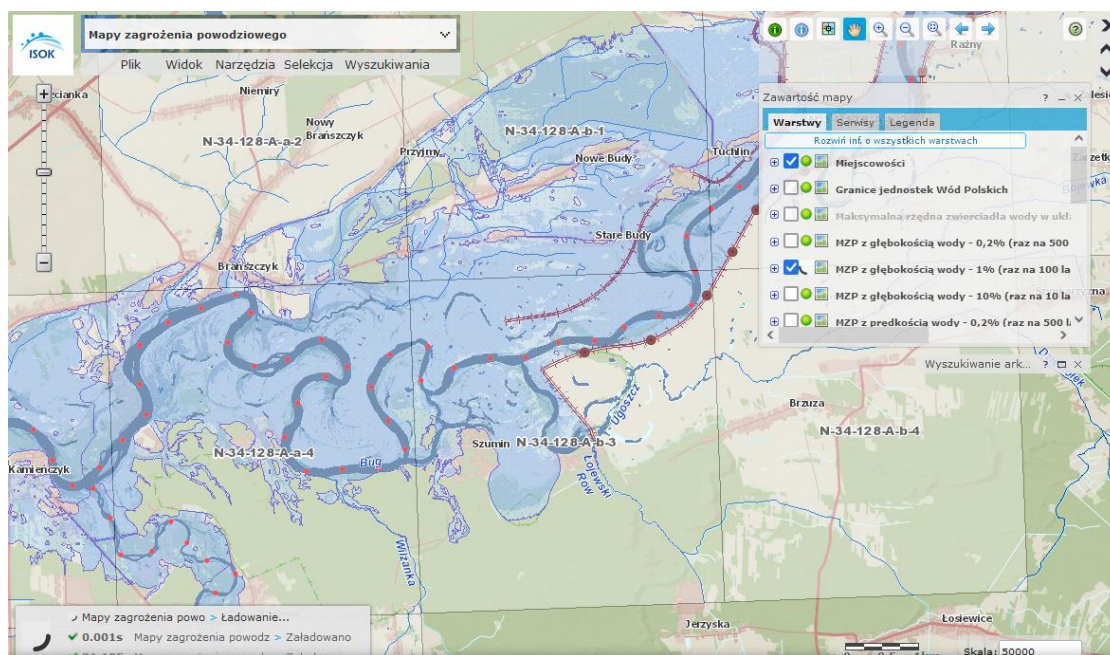 ISOK
Mapy zagrożenia powodziowego
Plik Widok Narzędzia Selekcja Wyszukiwania
Niemiry
Rażny
N-34-128-A-a-2
Nowy
Brańszczyk
Przyjmy
N-34-128-A-b-1
Nowe Budy
Tuchlin
Stare Budy
Brańszczyk
Zawartość mapy ? _ ×
Warstwy Serwisy Legenda
Rozwiń inf. o wszystkich warstwach
Miejscowości
Granice jednostek Wód Polskich
Maksymalna rzędna zwierciadła wody w ukł
MZP z głębokością wody - 0,2% (raz na 500
MZP z głębokością wody - 1% (raz na 100 la
MZP z głębokością wody - 10% (raz na 10 la
MZP z prędkością wody - 0,2% (raz na 500 l
Wyszukiwanie ark... ? ×
Brzuza
N-34-128-A-b-4
Ugoszcz
Szumin
N-34-128-A-b-3
N-34-128-A-a-4
Kamieńczyk
Bug
Łojewski
Rów
Wilżanka
Jerzyska
Łosiewice
Mapy zagrożenia powo > Ładowanie...
0.001s Mapy zagrożenia powodz > Załadowano
Skala: 50000